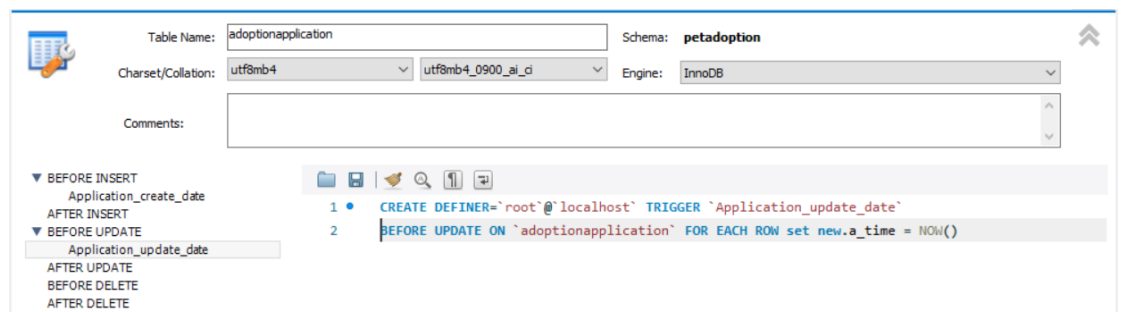 Table Name: adoptionapplication Schema: petadoption
Charset/Collation: utf8mb4 utf8mb4_0900_ai_ci Engine: InnoDB
Comments:
BEFORE INSERT
Application_create_date
AFTER INSERT
BEFORE UPDATE
Application_update_date
AFTER UPDATE
BEFORE DELETE
AFTER DELETE
1 CREATE DEFINER=`root`@`localhost` TRIGGER `Application_update_date`
2 BEFORE UPDATE ON `adoptionapplication` FOR EACH ROW set new.a_time = NOW()